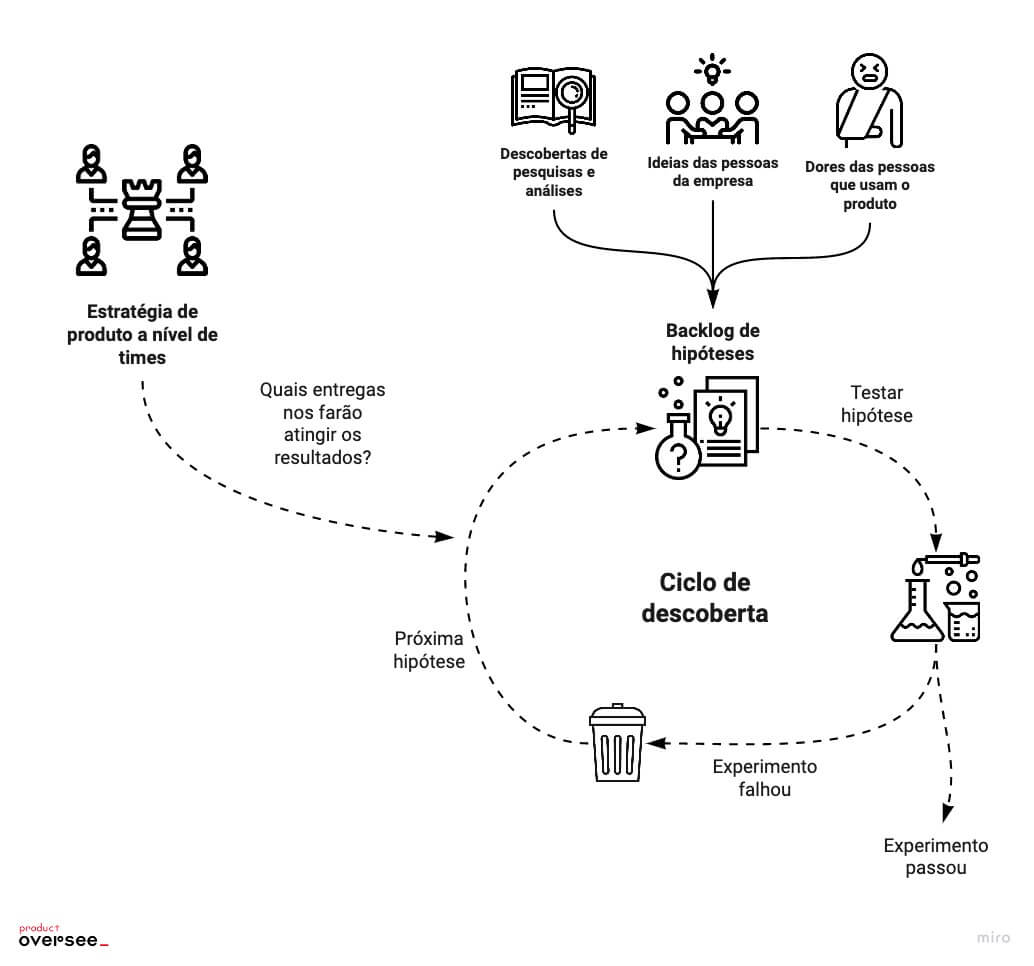 Descobertas de
pesquisas e
análises
Ideias das pessoas
da empresa
Dores das pessoas
que usam o
produto
Estratégia de
produto a nível de
times
Backlog de
hipóteses
Quais entregas
nos farão
atingir os
resultados?
Testar
hipótese
?
Ciclo de
descoberta
Próxima
hipótese
Experimento
falhou
Experimento
passou
product
oversee_
miro